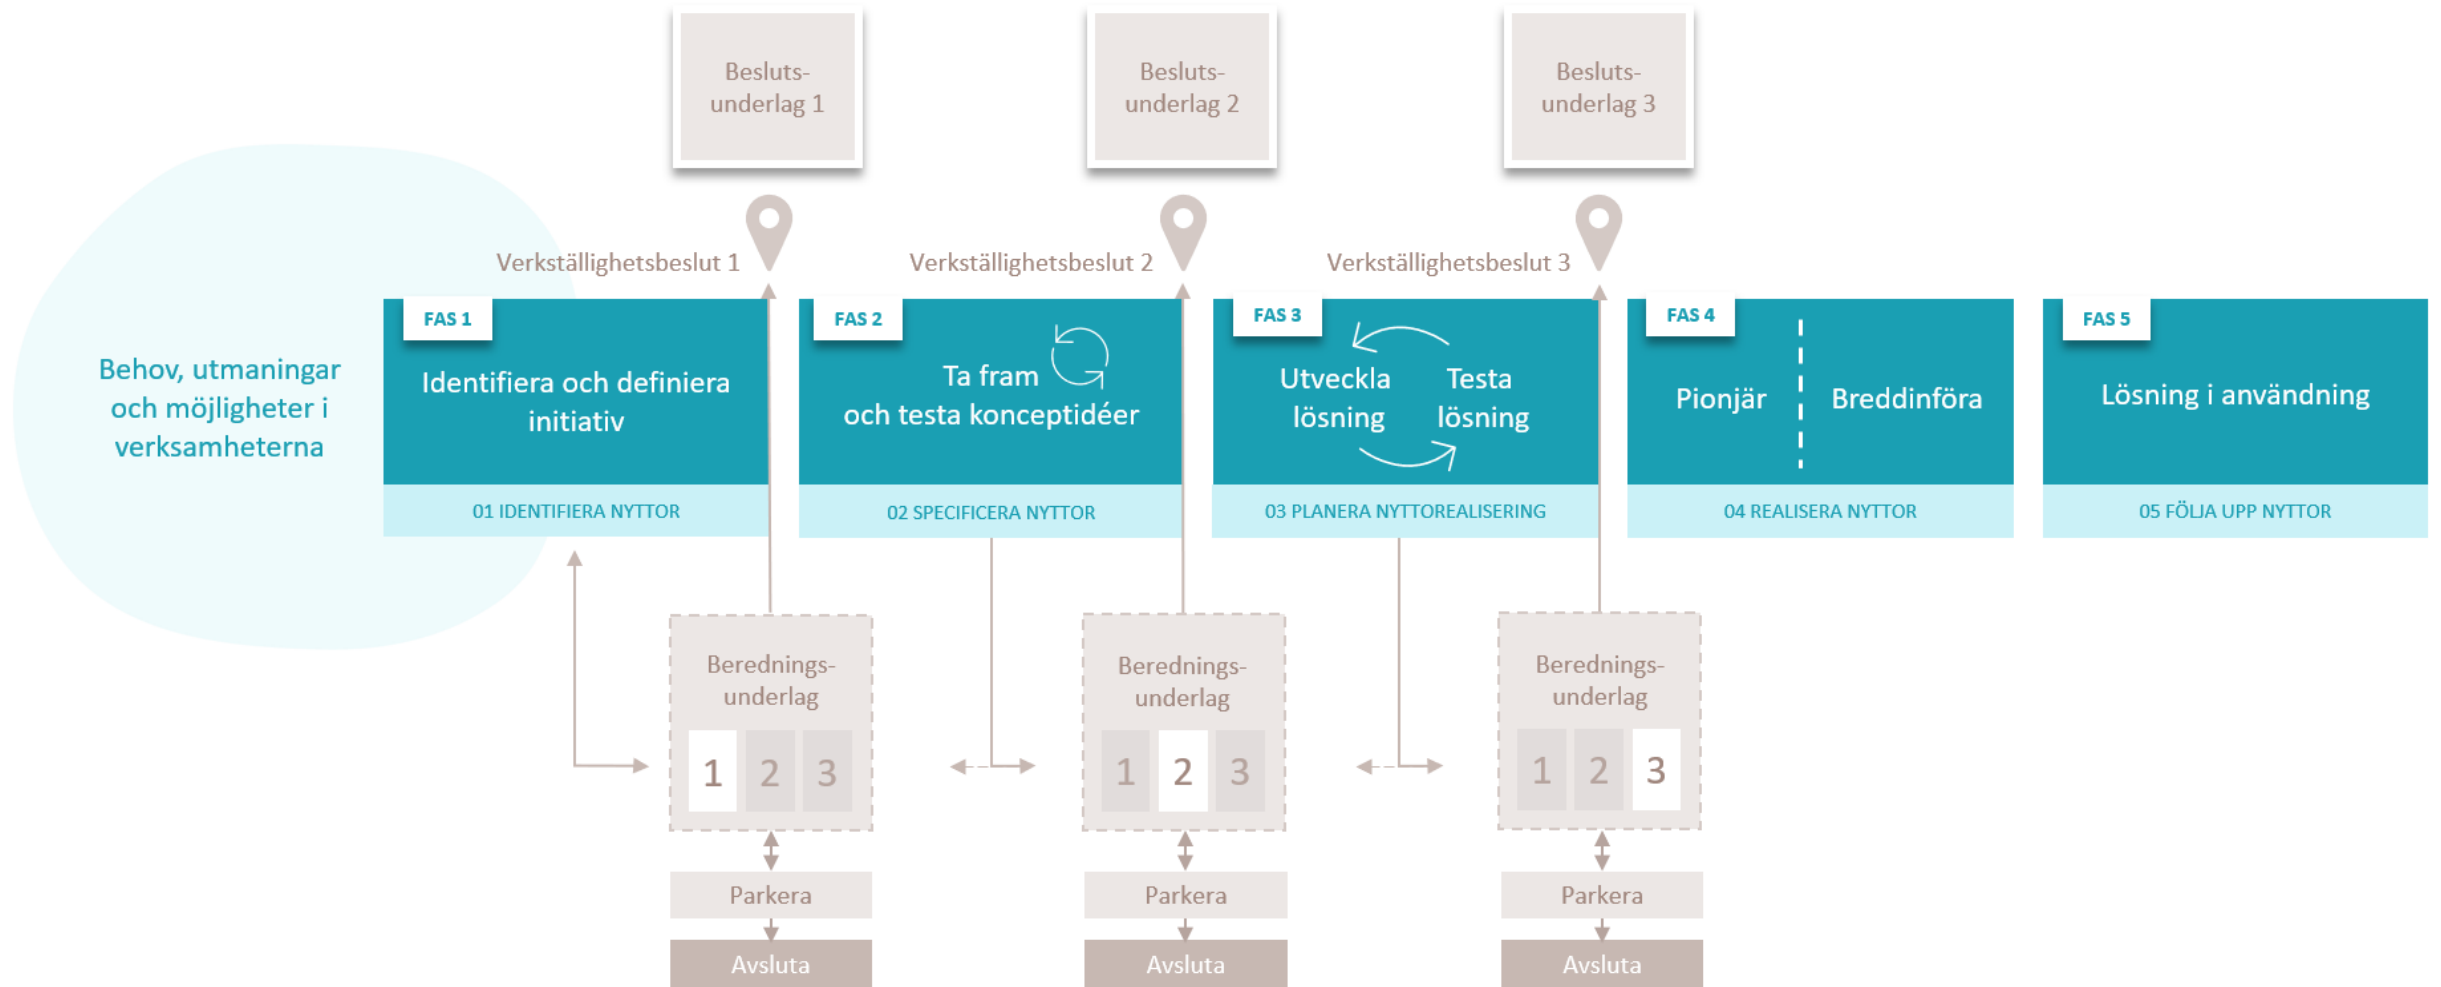 Besluts-
underlag 1
Besluts-
underlag 2
Besluts-
underlag 3
Verkställighetsbeslut 1
Verkställighetsbeslut 2
Verkställighetsbeslut 3
Behov, utmaningar
och möjligheter i
verksamheterna
FAS 1
Identifiera och definiera
initiativ
01 IDENTIFIERA NYTTOR
FAS 2
Ta fram
och testa konceptidéer
02 SPECIFICERA NYTTOR
FAS 3
Utveckla
lösning
Testa
lösning
03 PLANERA NYTTOREALISERING
FAS 4
Pionjär
Breddinföra
04 REALISERA NYTTOR
FAS 5
Lösning i användning
05 FÖLJA UPP NYTTOR
Berednings-
underlag
1 2 3
Parkera
Avsluta
Berednings-
underlag
1 2 3
Parkera
Avsluta
Berednings-
underlag
1 2 3
Parkera
Avsluta